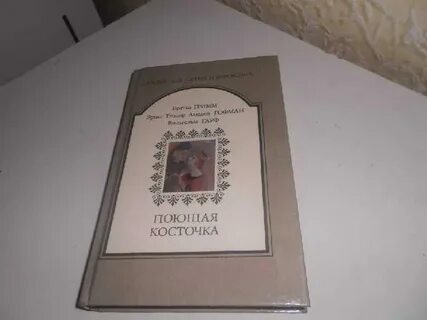 Братья ГРИММ
Эрнст Теодор Амадей ГОФМАН
Вильгельм ГАУФ
ПОЮЩАЯ
КОСТОЧКА